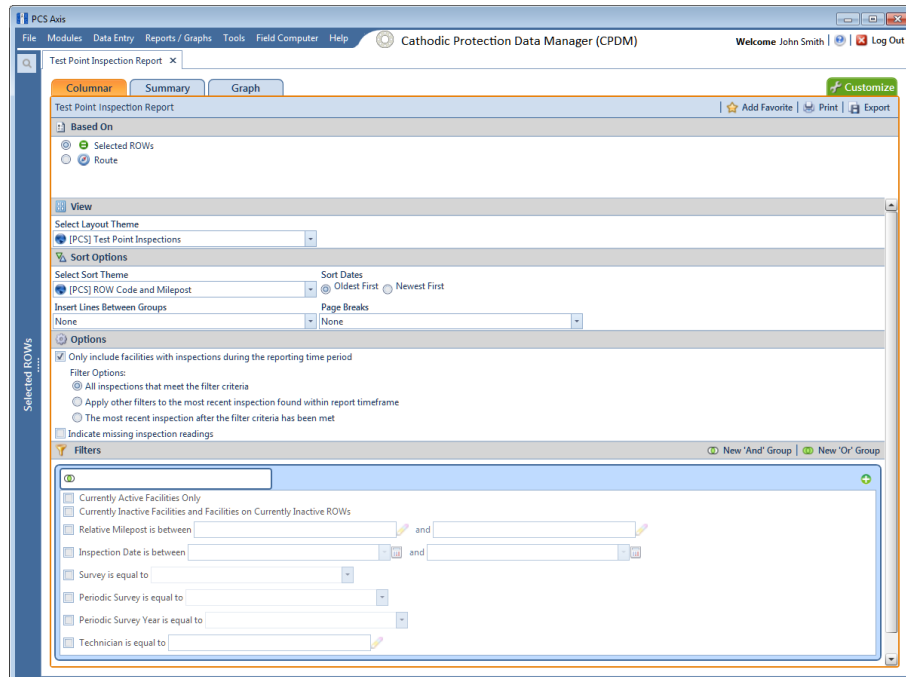 PCS Axis
File Modules Data Entry Reports / Graphs Tools Field Computer Help Cathodic Protection Data Manager (CPDM) Welcome John Smith Log Out
Test Point Inspection Report
Columnar Summary Graph Customize
Test Point Inspection Report Add Favorite Print Export
Based On
Selected ROWs
Route
View
Select Layout Theme
[PCS] Test Point Inspections
Sort Options
Select Sort Theme Sort Dates
[PCS] ROW Code and Milepost Oldest First Newest First
Insert Lines Between Groups Page Breaks
None None
Options
Only include facilities with inspections during the reporting time period
Filter Options:
All inspections that meet the filter criteria
Apply other filters to the most recent inspection found within report timeframe
The most recent inspection after the filter criteria has been met
Indicate missing inspection readings
Filters New 'And' Group New 'Or' Group
Currently Active Facilities Only
Currently Inactive Facilities and Facilities on Currently Inactive ROWs
Relative Milepost is between and
Inspection Date is between and
Survey is equal to
Periodic Survey is equal to
Periodic Survey Year is equal to
Technician is equal to
Selected ROWs